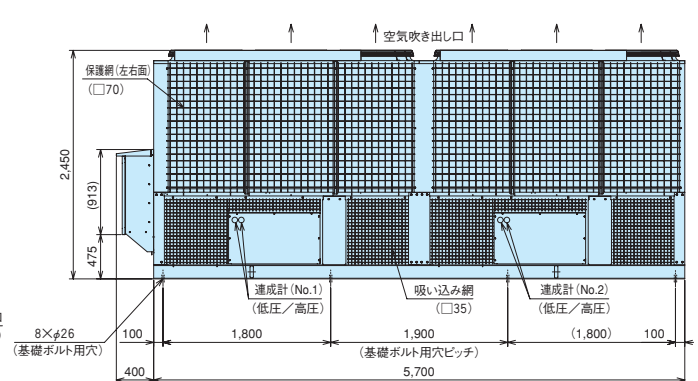 空気吹き出し口
保護網(左右面)
(□70)
2,450
(913)
475
連成計(No.1)
(低圧／高圧)
吸い込み網
(□35)
連成計(No.2)
(低圧／高圧)
8×φ26
(基礎ボルト用穴)
100
1,800
1,900
(基礎ボルト用穴ピッチ)
(1,800)
100
400
5,700